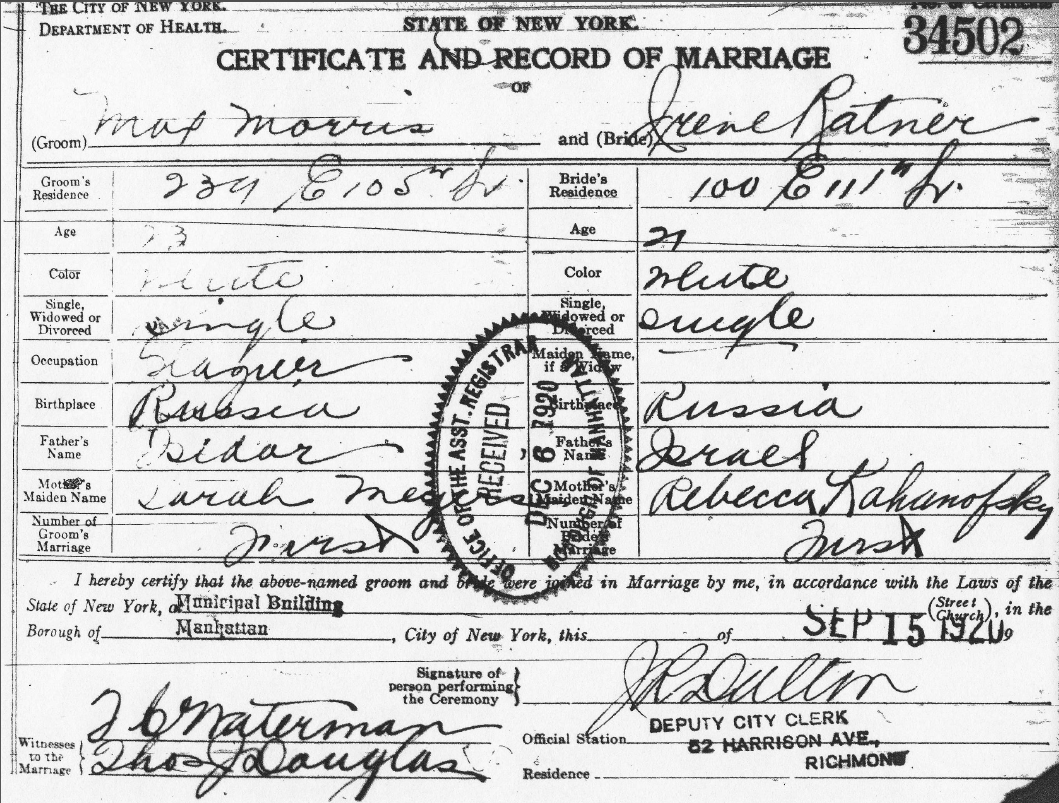 THE CITY OF NEW YORK.
DEPARTMENT OF HEALTH.
STATE OF NEW YORK.
No. of Certificate
34502
CERTIFICATE AND RECORD OF MARRIAGE
OF
(Groom) Max Morris and (Bride) Irene Ratner
Groom's Residence 239 E 105th St. Bride's Residence 100 E 111th St.
Age 23 Age 21
Color White Color White
Single, Widowed or Divorced Single Single, Widowed or Divorced Single
Occupation Maiden Name, if a Widow
Birthplace Russia Birthplace Russia
Father's Name Isidor Father's Name Israel
Mother's Maiden Name Sarah Meyers Mother's Maiden Name Rebecca Kahanofsky
Number of Groom's Marriage First Number of Bride's Marriage First
OFFICE OF THE ASST. REGISTRAR
RECEIVED
DEC 6 1920
BOROUGH OF MANHATTAN
I hereby certify that the above-named groom and bride were joined in Marriage by me, in accordance with the Laws of the
State of New York, at Municipal Building (Street Church), in the
Borough of Manhattan, City of New York, this of SEP 15 1920
Signature of person performing the Ceremony J R Dalton
Witnesses to the Marriage
F C Waterman
Thos J Douglas
Official Station DEPUTY CITY CLERK
52 HARRISON AVE.,
Residence RICHMOND